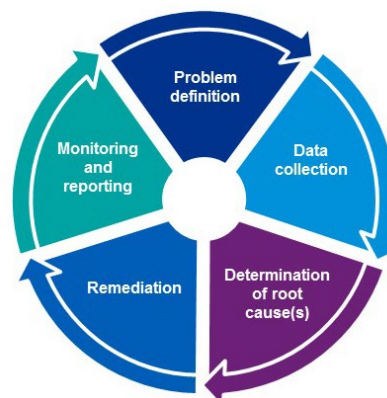 Problem
definition
Data
collection
Determination
of root
cause(s)
Remediation
Monitoring
and
reporting